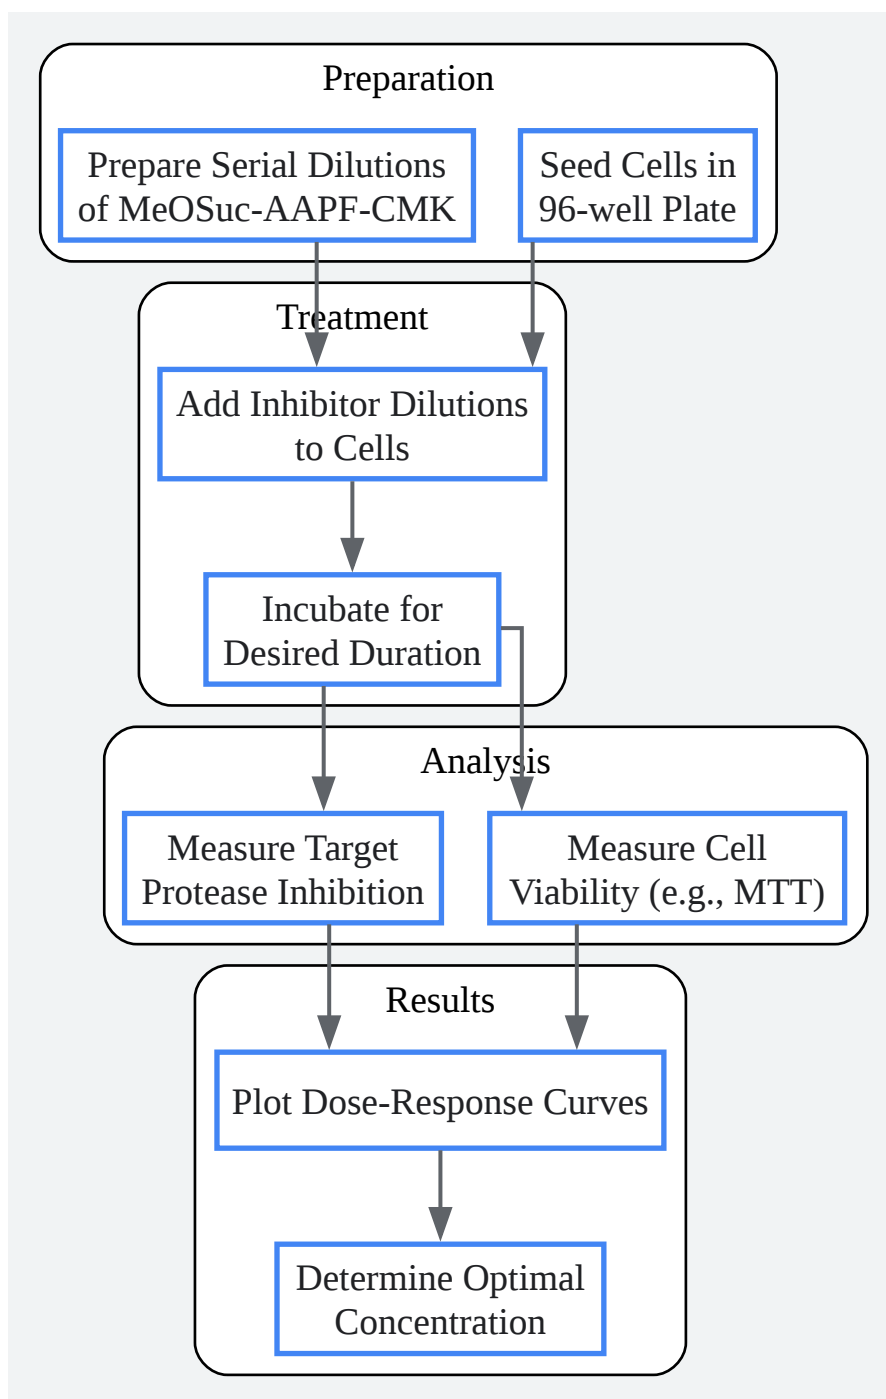 Preparation
Prepare Serial Dilutions
of MeOSuc-AAPF-CMK
Seed Cells in
96-well Plate
Treatment
Add Inhibitor Dilutions
to Cells
Incubate for
Desired Duration
Analysis
Measure Target
Protease Inhibition
Measure Cell
Viability (e.g., MTT)
Results
Plot Dose-Response Curves
Determine Optimal
Concentration